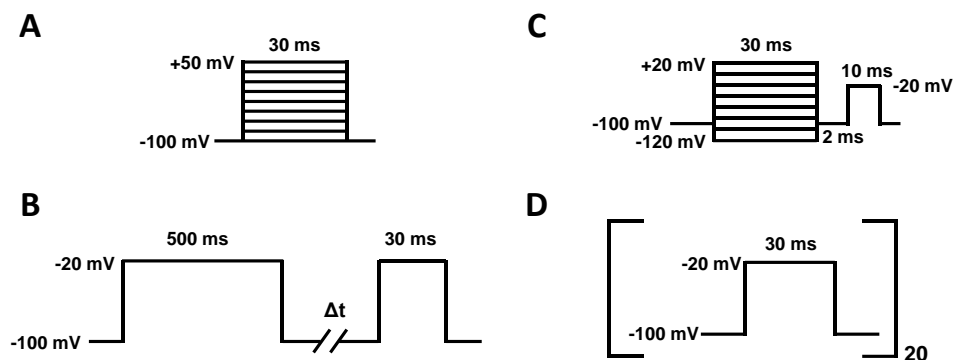 A
30 ms
+50 mV
-100 mV
B
500 ms
30 ms
-20 mV
Δt
-100 mV
C
30 ms
+20 mV
10 ms
-20 mV
-100 mV
-120 mV
2 ms
D
30 ms
-20 mV
-100 mV
20